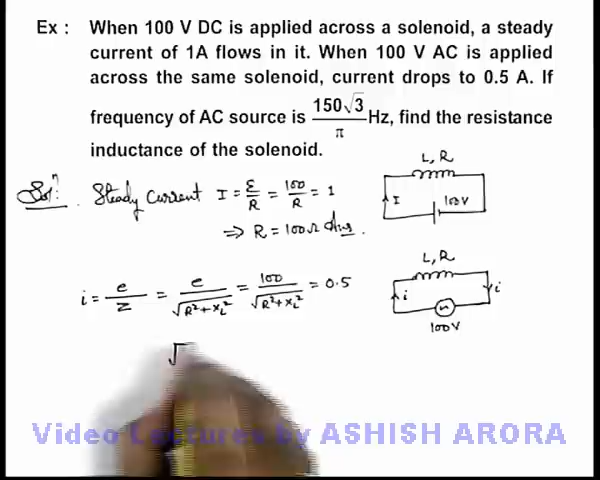 Ex : When 100 V DC is applied across a solenoid, a steady
current of 1A flows in it. When 100 V AC is applied
across the same solenoid, current drops to 0.5 A. If
frequency of AC source is 150√3/π Hz, find the resistance
inductance of the solenoid.
L, R
Solⁿ. Steady Current I = ε/R = 100/R = 1
I
100V
⇒ R = 100Ω Ans.
L, R
i = e/Z = e/√(R²+X_L²) = 100/√(R²+X_L²) = 0.5
i
i
100V
√
Video Lectures by ASHISH ARORA